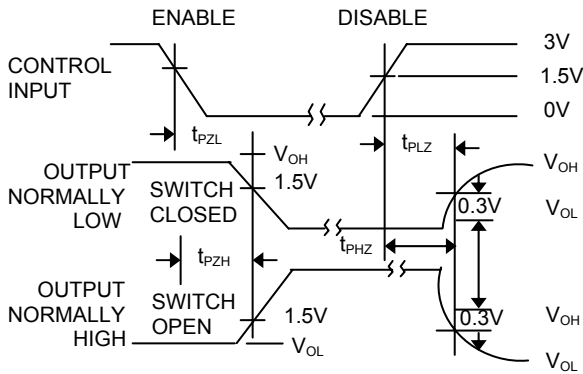 ENABLE DISABLE
3V
CONTROL INPUT
1.5V
0V
tPZL
tPLZ
VOH
VOH
OUTPUT NORMALLY LOW
SWITCH CLOSED
1.5V
0.3V
VOL
tPZH
tPHZ
OUTPUT NORMALLY HIGH
SWITCH OPEN
1.5V
0.3V
VOH
VOL
VOL